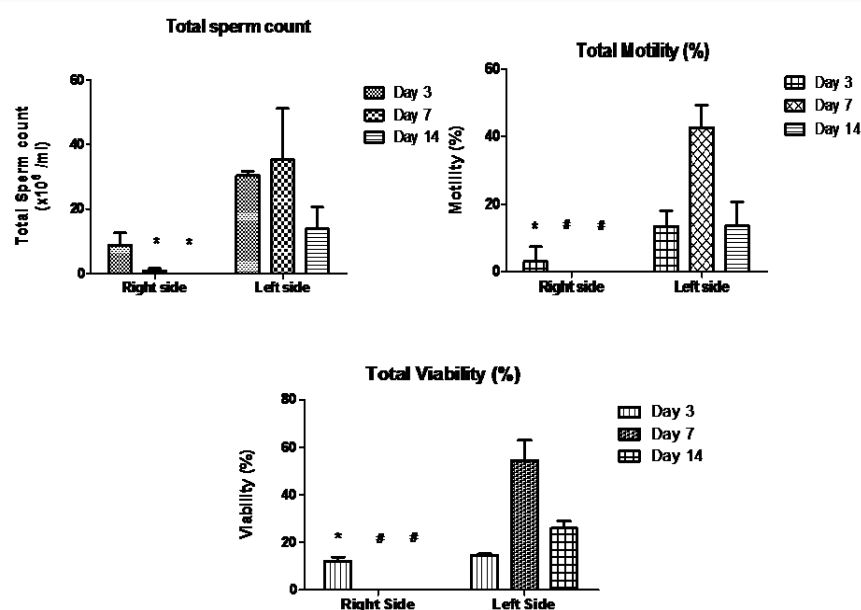 Total sperm count
60
40
20
0
Total Sperm count
(x10⁶ /ml)
* *
Right side Left side
Day 3
Day 7
Day 14
Total Motility (%)
60
40
20
0
Motility (%)
* # #
Right side Left side
Day 3
Day 7
Day 14
Total Viability (%)
80
60
40
20
0
Viability (%)
* # #
Right Side Left Side
Day 3
Day 7
Day 14